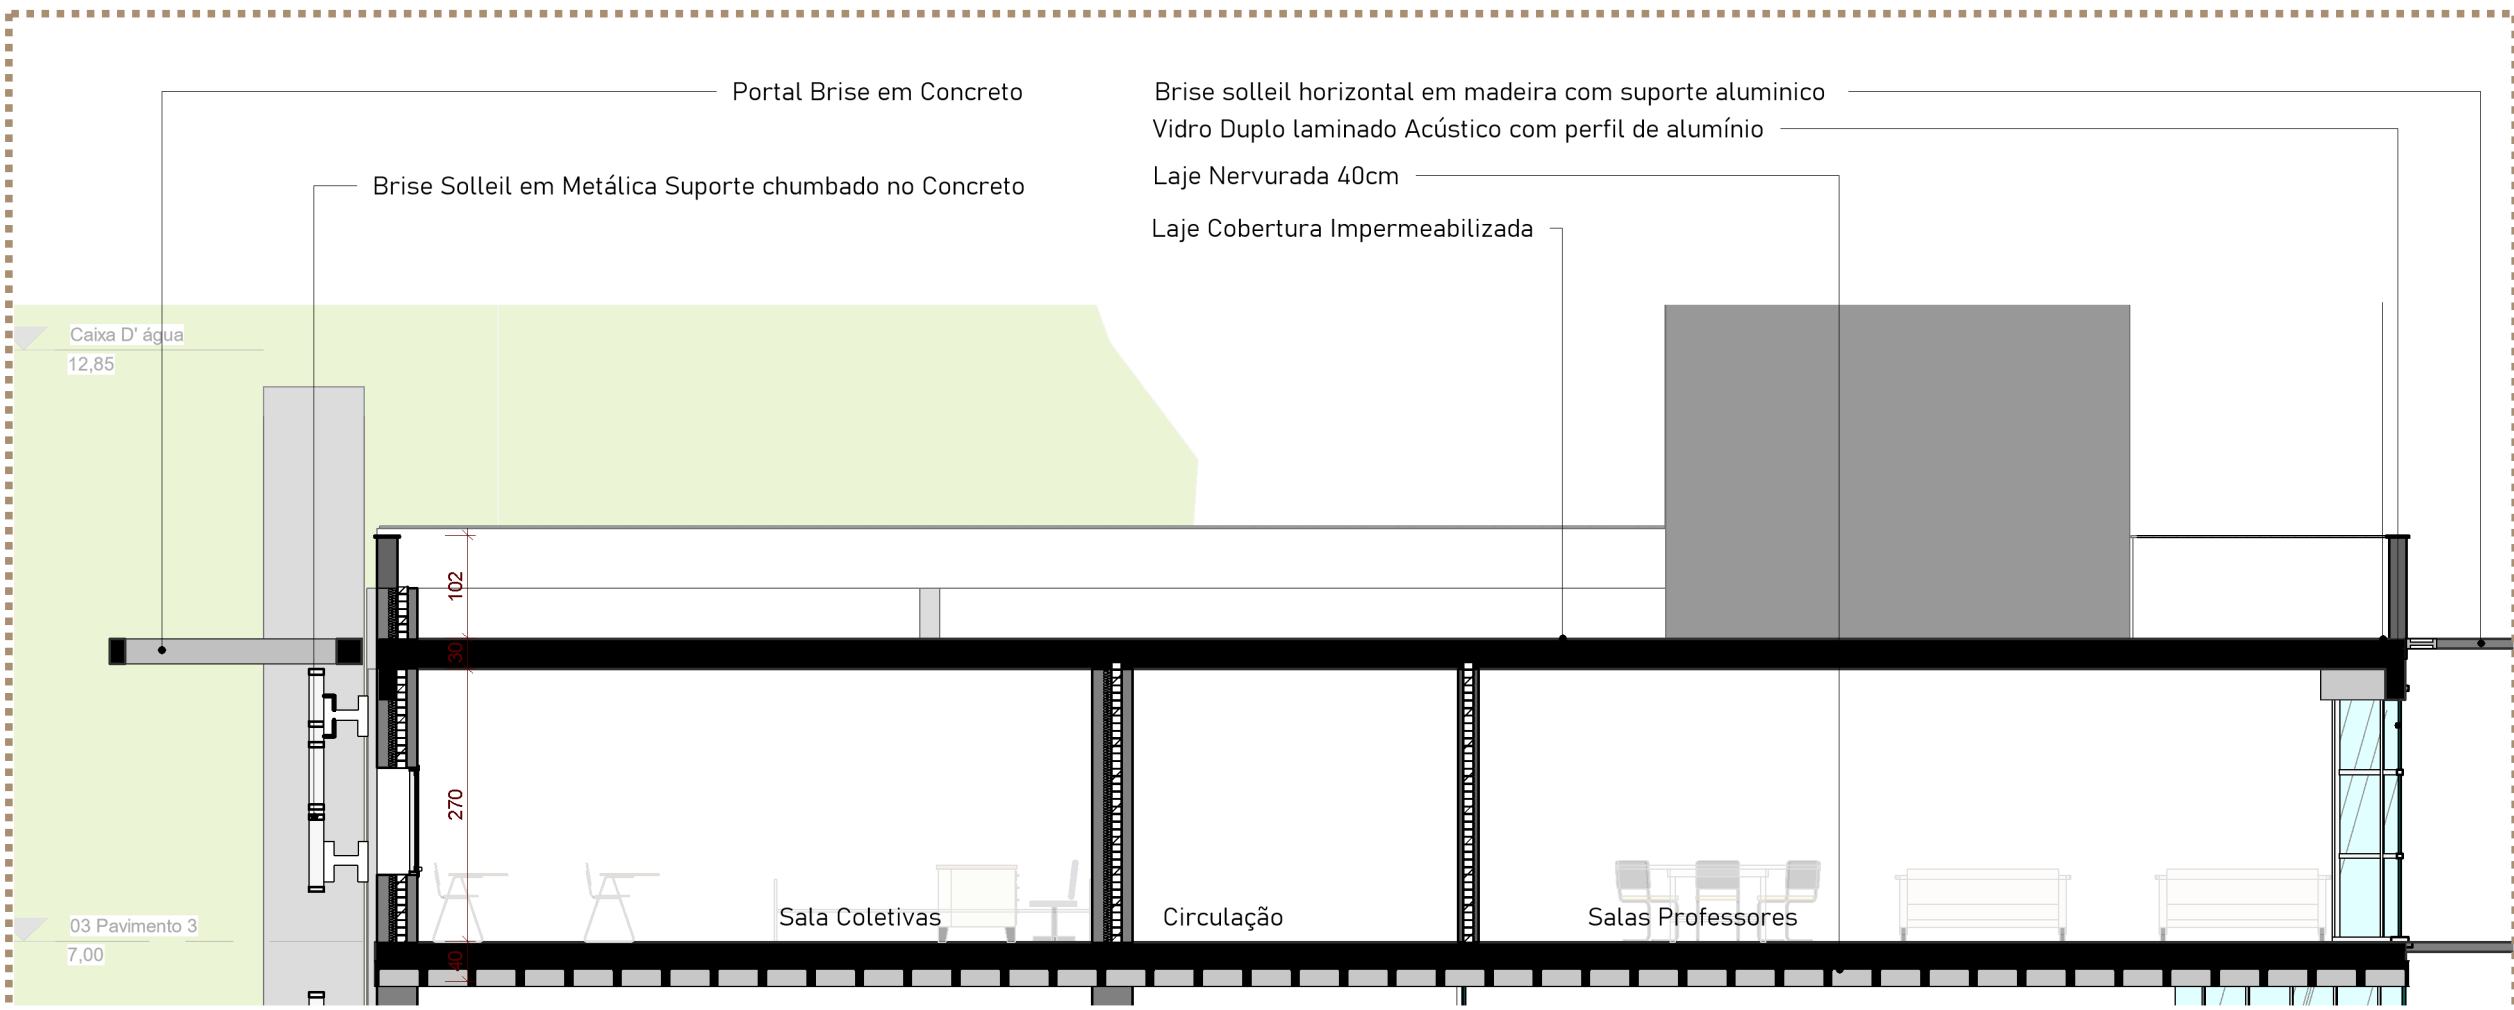 Portal Brise em Concreto
Brise solleil horizontal em madeira com suporte aluminico
Vidro Duplo laminado Acústico com perfil de alumínio
Brise Solleil em Metálica Suporte chumbado no Concreto
Laje Nervurada 40cm
Laje Cobertura Impermeabilizada
Caixa D' água
12,85
102
30
270
Sala Coletivas
Circulação
Salas Professores
03 Pavimento 3
7,00
40